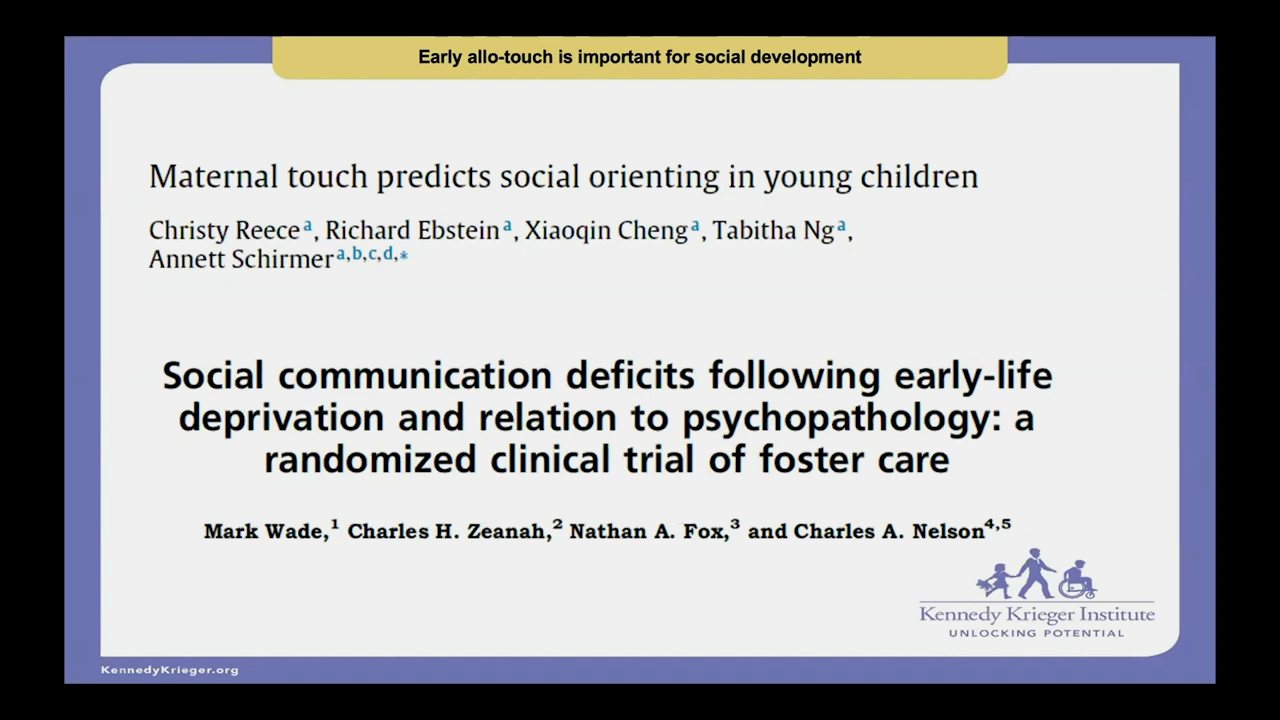 Early allo-touch is important for social development
Maternal touch predicts social orienting in young children
Christy Reece a, Richard Ebstein a, Xiaoqin Cheng a, Tabitha Ng a,
Annett Schirmer a,b,c,d,*
Social communication deficits following early-life
deprivation and relation to psychopathology: a
randomized clinical trial of foster care
Mark Wade,1 Charles H. Zeanah,2 Nathan A. Fox,3 and Charles A. Nelson4,5
Kennedy Krieger Institute
UNLOCKING POTENTIAL
KennedyKrieger.org